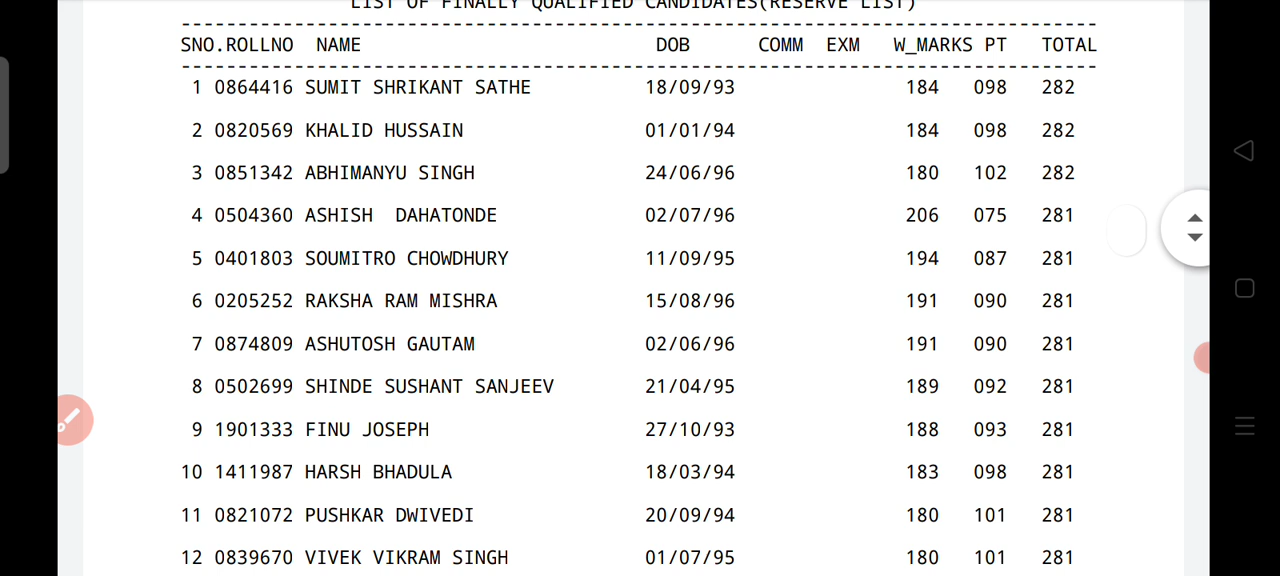 LIST OF FINALLY QUALIFIED CANDIDATES(RESERVE LIST)
SNO.ROLLNO NAME DOB COMM EXM W_MARKS PT TOTAL
1 0864416 SUMIT SHRIKANT SATHE 18/09/93 184 098 282
2 0820569 KHALID HUSSAIN 01/01/94 184 098 282
3 0851342 ABHIMANYU SINGH 24/06/96 180 102 282
4 0504360 ASHISH  DAHATONDE 02/07/96 206 075 281
5 0401803 SOUMITRO CHOWDHURY 11/09/95 194 087 281
6 0205252 RAKSHA RAM MISHRA 15/08/96 191 090 281
7 0874809 ASHUTOSH GAUTAM 02/06/96 191 090 281
8 0502699 SHINDE SUSHANT SANJEEV 21/04/95 189 092 281
9 1901333 FINU JOSEPH 27/10/93 188 093 281
10 1411987 HARSH BHADULA 18/03/94 183 098 281
11 0821072 PUSHKAR DWIVEDI 20/09/94 180 101 281
12 0839670 VIVEK VIKRAM SINGH 01/07/95 180 101 281